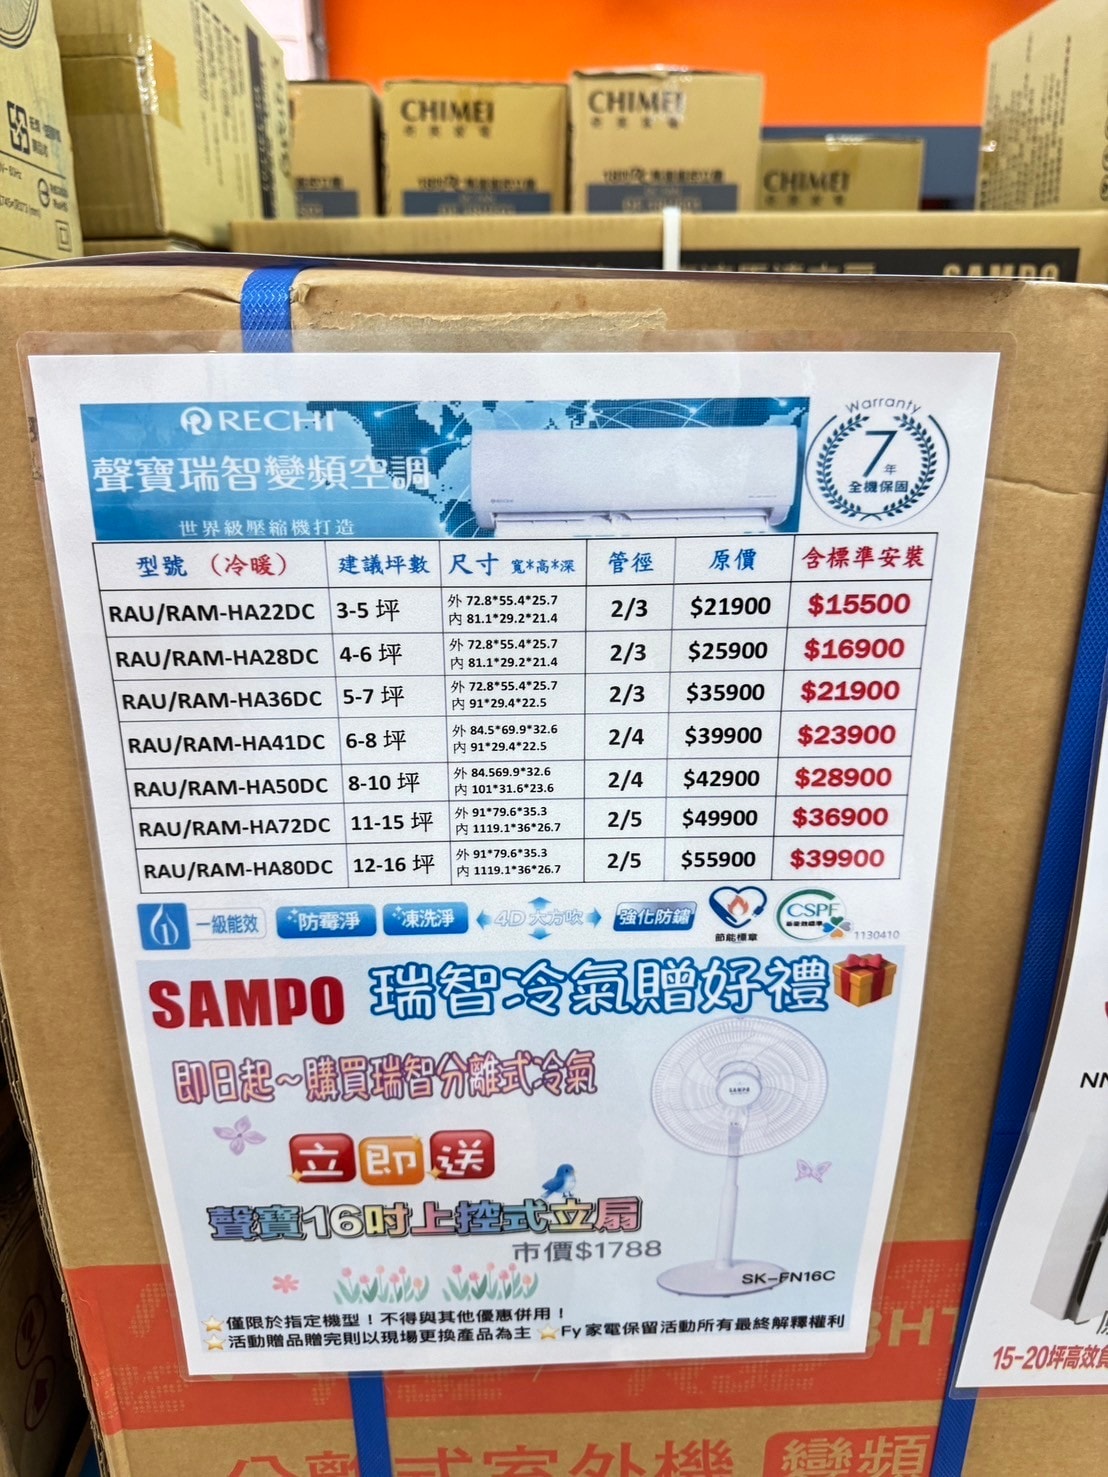 CHIMEI
CHIMEI
CHIMEI
SAMPO
RECHI
聲寶瑞智變頻空調
世界級壓縮機打造
Warranty
7年
全機保固
型號（冷暖） 建議坪數 尺寸 寬*高*深 管徑 原價 含標準安裝
RAU/RAM-HA22DC 3-5 坪 外 72.8*55.4*25.7 內 81.1*29.2*21.4 2/3 $21900 $15500
RAU/RAM-HA28DC 4-6 坪 外 72.8*55.4*25.7 內 81.1*29.2*21.4 2/3 $25900 $16900
RAU/RAM-HA36DC 5-7 坪 外 72.8*55.4*25.7 內 91*29.4*22.5 2/3 $35900 $21900
RAU/RAM-HA41DC 6-8 坪 外 84.5*69.9*32.6 內 91*29.4*22.5 2/4 $39900 $23900
RAU/RAM-HA50DC 8-10 坪 外 84.569.9*32.6 內 101*31.6*23.6 2/4 $42900 $28900
RAU/RAM-HA72DC 11-15 坪 外 91*79.6*35.3 內 1119.1*36*26.7 2/5 $49900 $36900
RAU/RAM-HA80DC 12-16 坪 外 91*79.6*35.3 內 1119.1*36*26.7 2/5 $55900 $39900
1 一級能效 防霉淨 凍洗淨 4D 大方吹 強化防鏽 節能標章 CSPF 1130410
SAMPO 瑞智冷氣贈好禮
即日起～購買瑞智分離式冷氣
立即送
SAMPO
聲寶16吋上控式立扇
市價$1788
SK-FN16C
僅限於指定機型！不得與其他優惠併用！
活動贈品贈完則以現場更換產品為主 Fy家電保留活動所有最終解釋權利
分離式室外機 變頻
NN
15-20坪高效